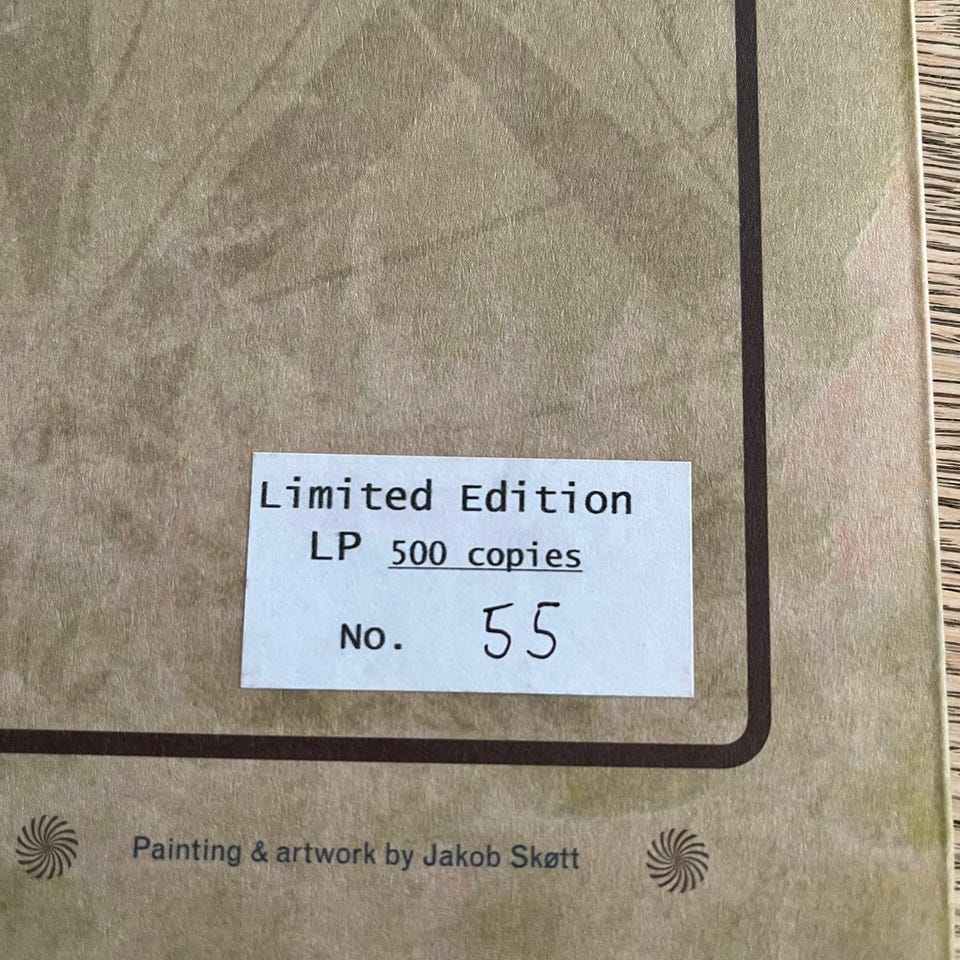 Limited Edition
LP 500 copies
No. 55
Painting & artwork by Jakob Skøtt